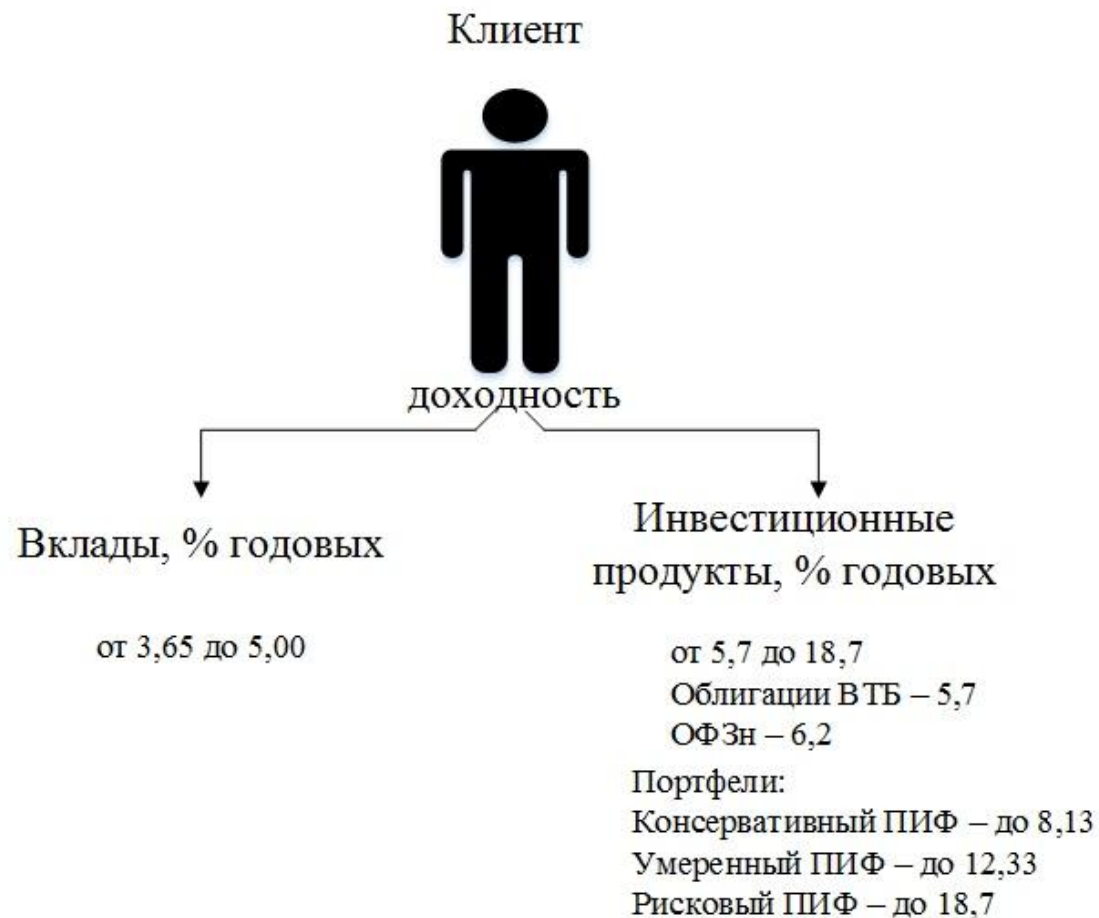 Клиент
доходность
Вклады, % годовых
от 3,65 до 5,00
Инвестиционные
продукты, % годовых
от 5,7 до 18,7
Облигации ВТБ – 5,7
ОФЗн – 6,2
Портфели:
Консервативный ПИФ – до 8,13
Умеренный ПИФ – до 12,33
Рисковый ПИФ – до 18,7